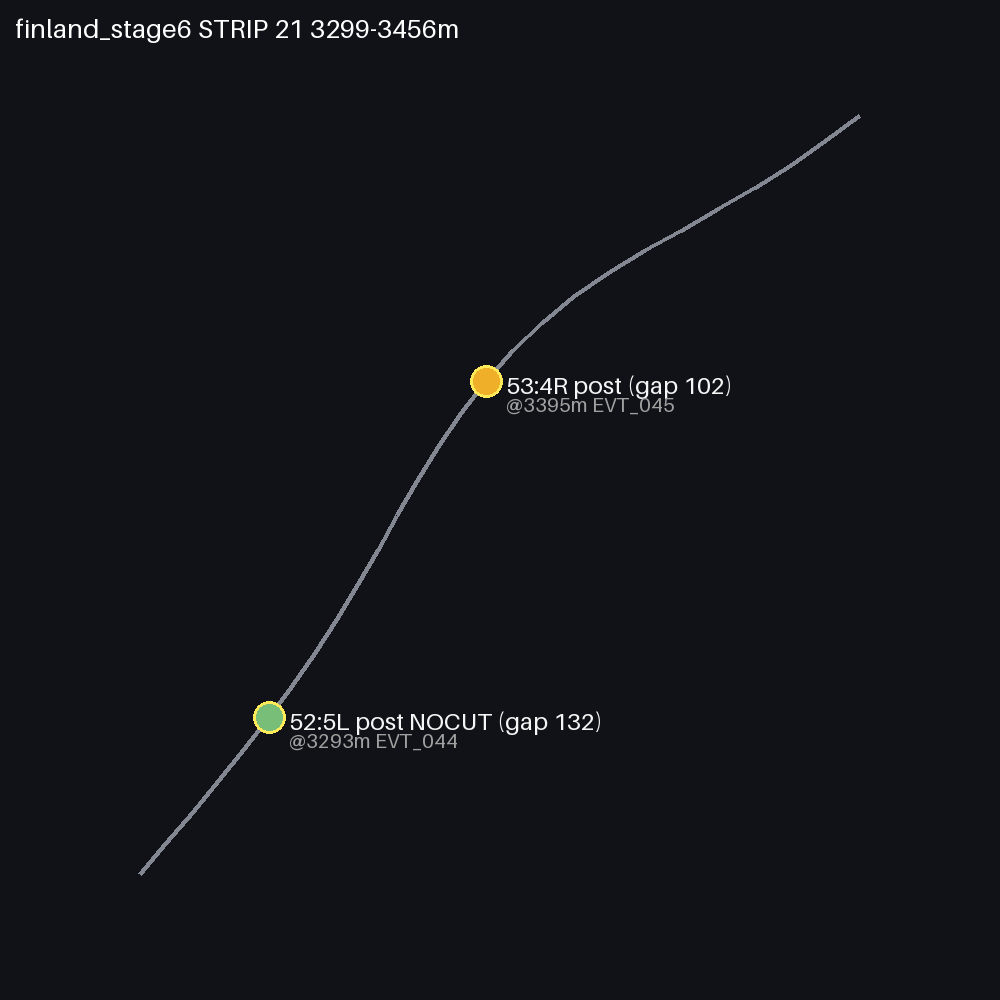 finland_stage6 STRIP 21 3299-3456m
53:4R post (gap 102)
@3395m EVT_045
52:5L post NOCUT (gap 132)
@3293m EVT_044